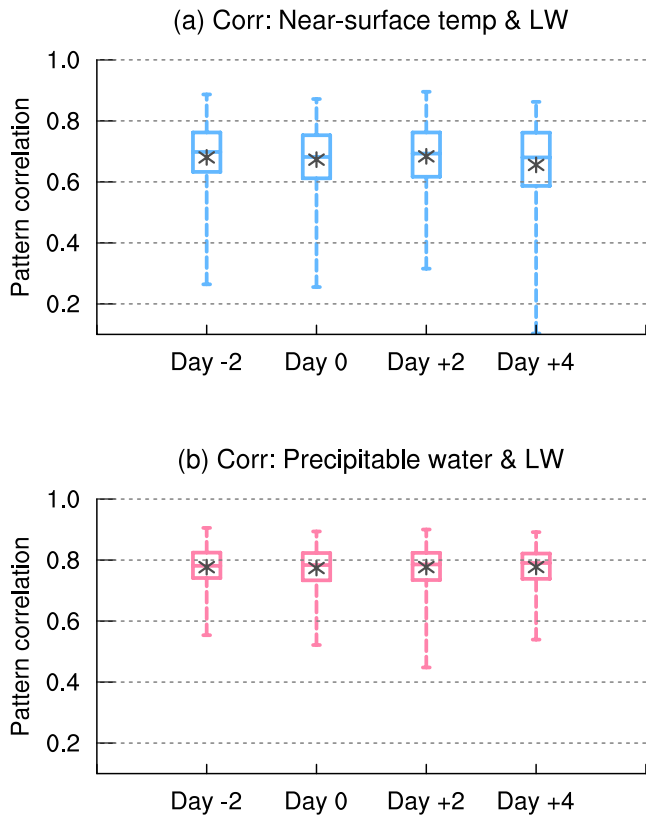 (a) Corr: Near-surface temp & LW
1.0
0.8
0.6
0.4
0.2
Pattern correlation
Day -2 Day 0 Day +2 Day +4
(b) Corr: Precipitable water & LW
1.0
0.8
0.6
0.4
0.2
Pattern correlation
Day -2 Day 0 Day +2 Day +4